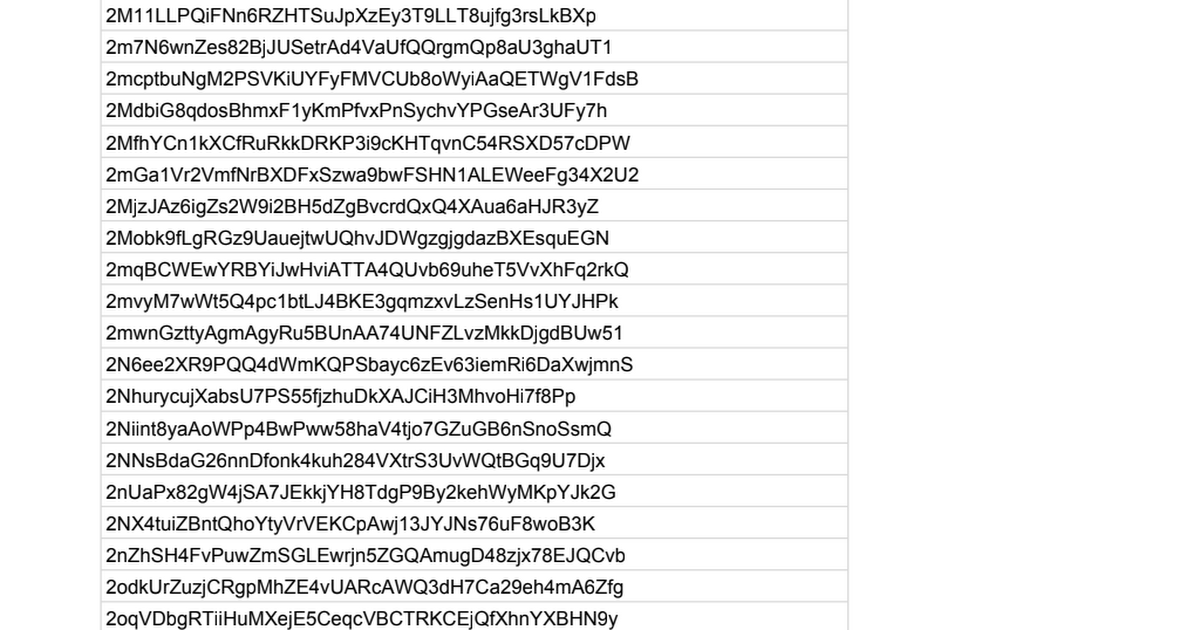 2M11LLPQiFNn6RZHTSuJpXzEy3T9LLT8ujfg3rsLkBXp
2m7N6wnZes82BjJUSetrAd4VaUfQQrgmQp8aU3ghaUT1
2mcptbuNgM2PSVKiUYFyFMVCUb8oWyiAaQETWgV1FdsB
2MdbiG8qdosBhmxF1yKmPfvxPnSychvYPGseAr3UFy7h
2MfhYCn1kXCfRuRkkDRKP3i9cKHTqvnC54RSXD57cDPW
2mGa1Vr2VmfNrBXDFxSzwa9bwFSHN1ALEWeeFg34X2U2
2MjzJAz6igZs2W9i2BH5dZgBvcrdQxQ4XAua6aHJR3yZ
2Mobk9fLgRGz9UauejtwUQhvJDWgzgjgdazBXEsquEGN
2mqBCWEwYRBYiJwHviATTA4QUvb69uheT5VvXhFq2rkQ
2mvyM7wWt5Q4pc1btLJ4BKE3gqmzxvLzSenHs1UYJHPk
2mwnGzttyAgmAgyRu5BUnAA74UNFZLvzMkkDjgdBUw51
2N6ee2XR9PQQ4dWmKQPSbayc6zEv63iemRi6DaXwjmnS
2NhurycujXabsU7PS55fjzhuDkXAJCiH3MhvoHi7f8Pp
2Niint8yaAoWPp4BwPww58haV4tjo7GZuGB6nSnoSsmQ
2NNsBdaG26nnDfonk4kuh284VXtrS3UvWQtBGq9U7Djx
2nUaPx82gW4jSA7JEkkjYH8TdgP9By2kehWyMKpYJk2G
2NX4tuiZBntQhoYtyVrVEKCpAwj13JYJNs76uF8woB3K
2nZhSH4FvPuwZmSGLEwrjn5ZGQAmugD48zjx78EJQCvb
2odkUrZuzjCRgpMhZE4vUARcAWQ3dH7Ca29eh4mA6Zfg
2oqVDbgRTiiHuMXejE5CeqcVBCTRKCEjQfXhnYXBHN9y